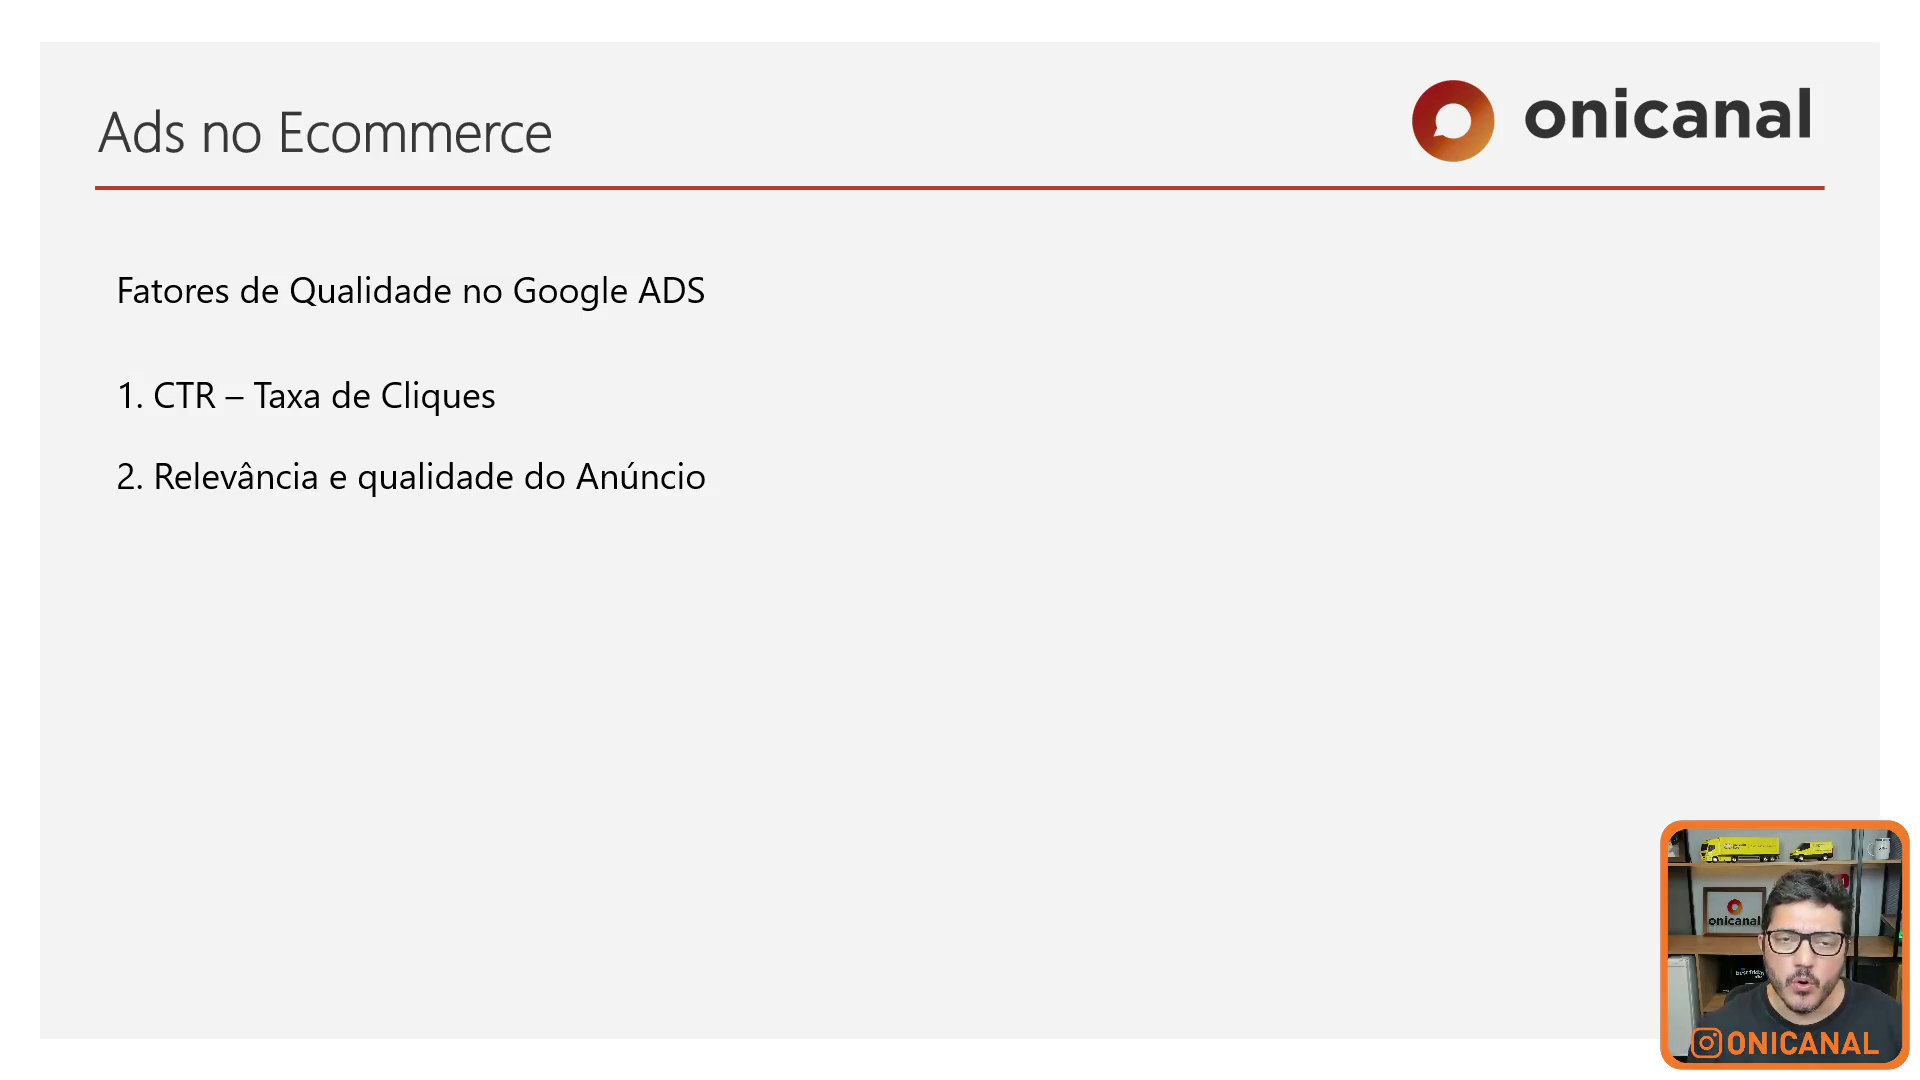 Ads no Ecommerce
onicanal
Fatores de Qualidade no Google ADS
1. CTR – Taxa de Cliques
2. Relevância e qualidade do Anúncio
onicanal
ONICANAL